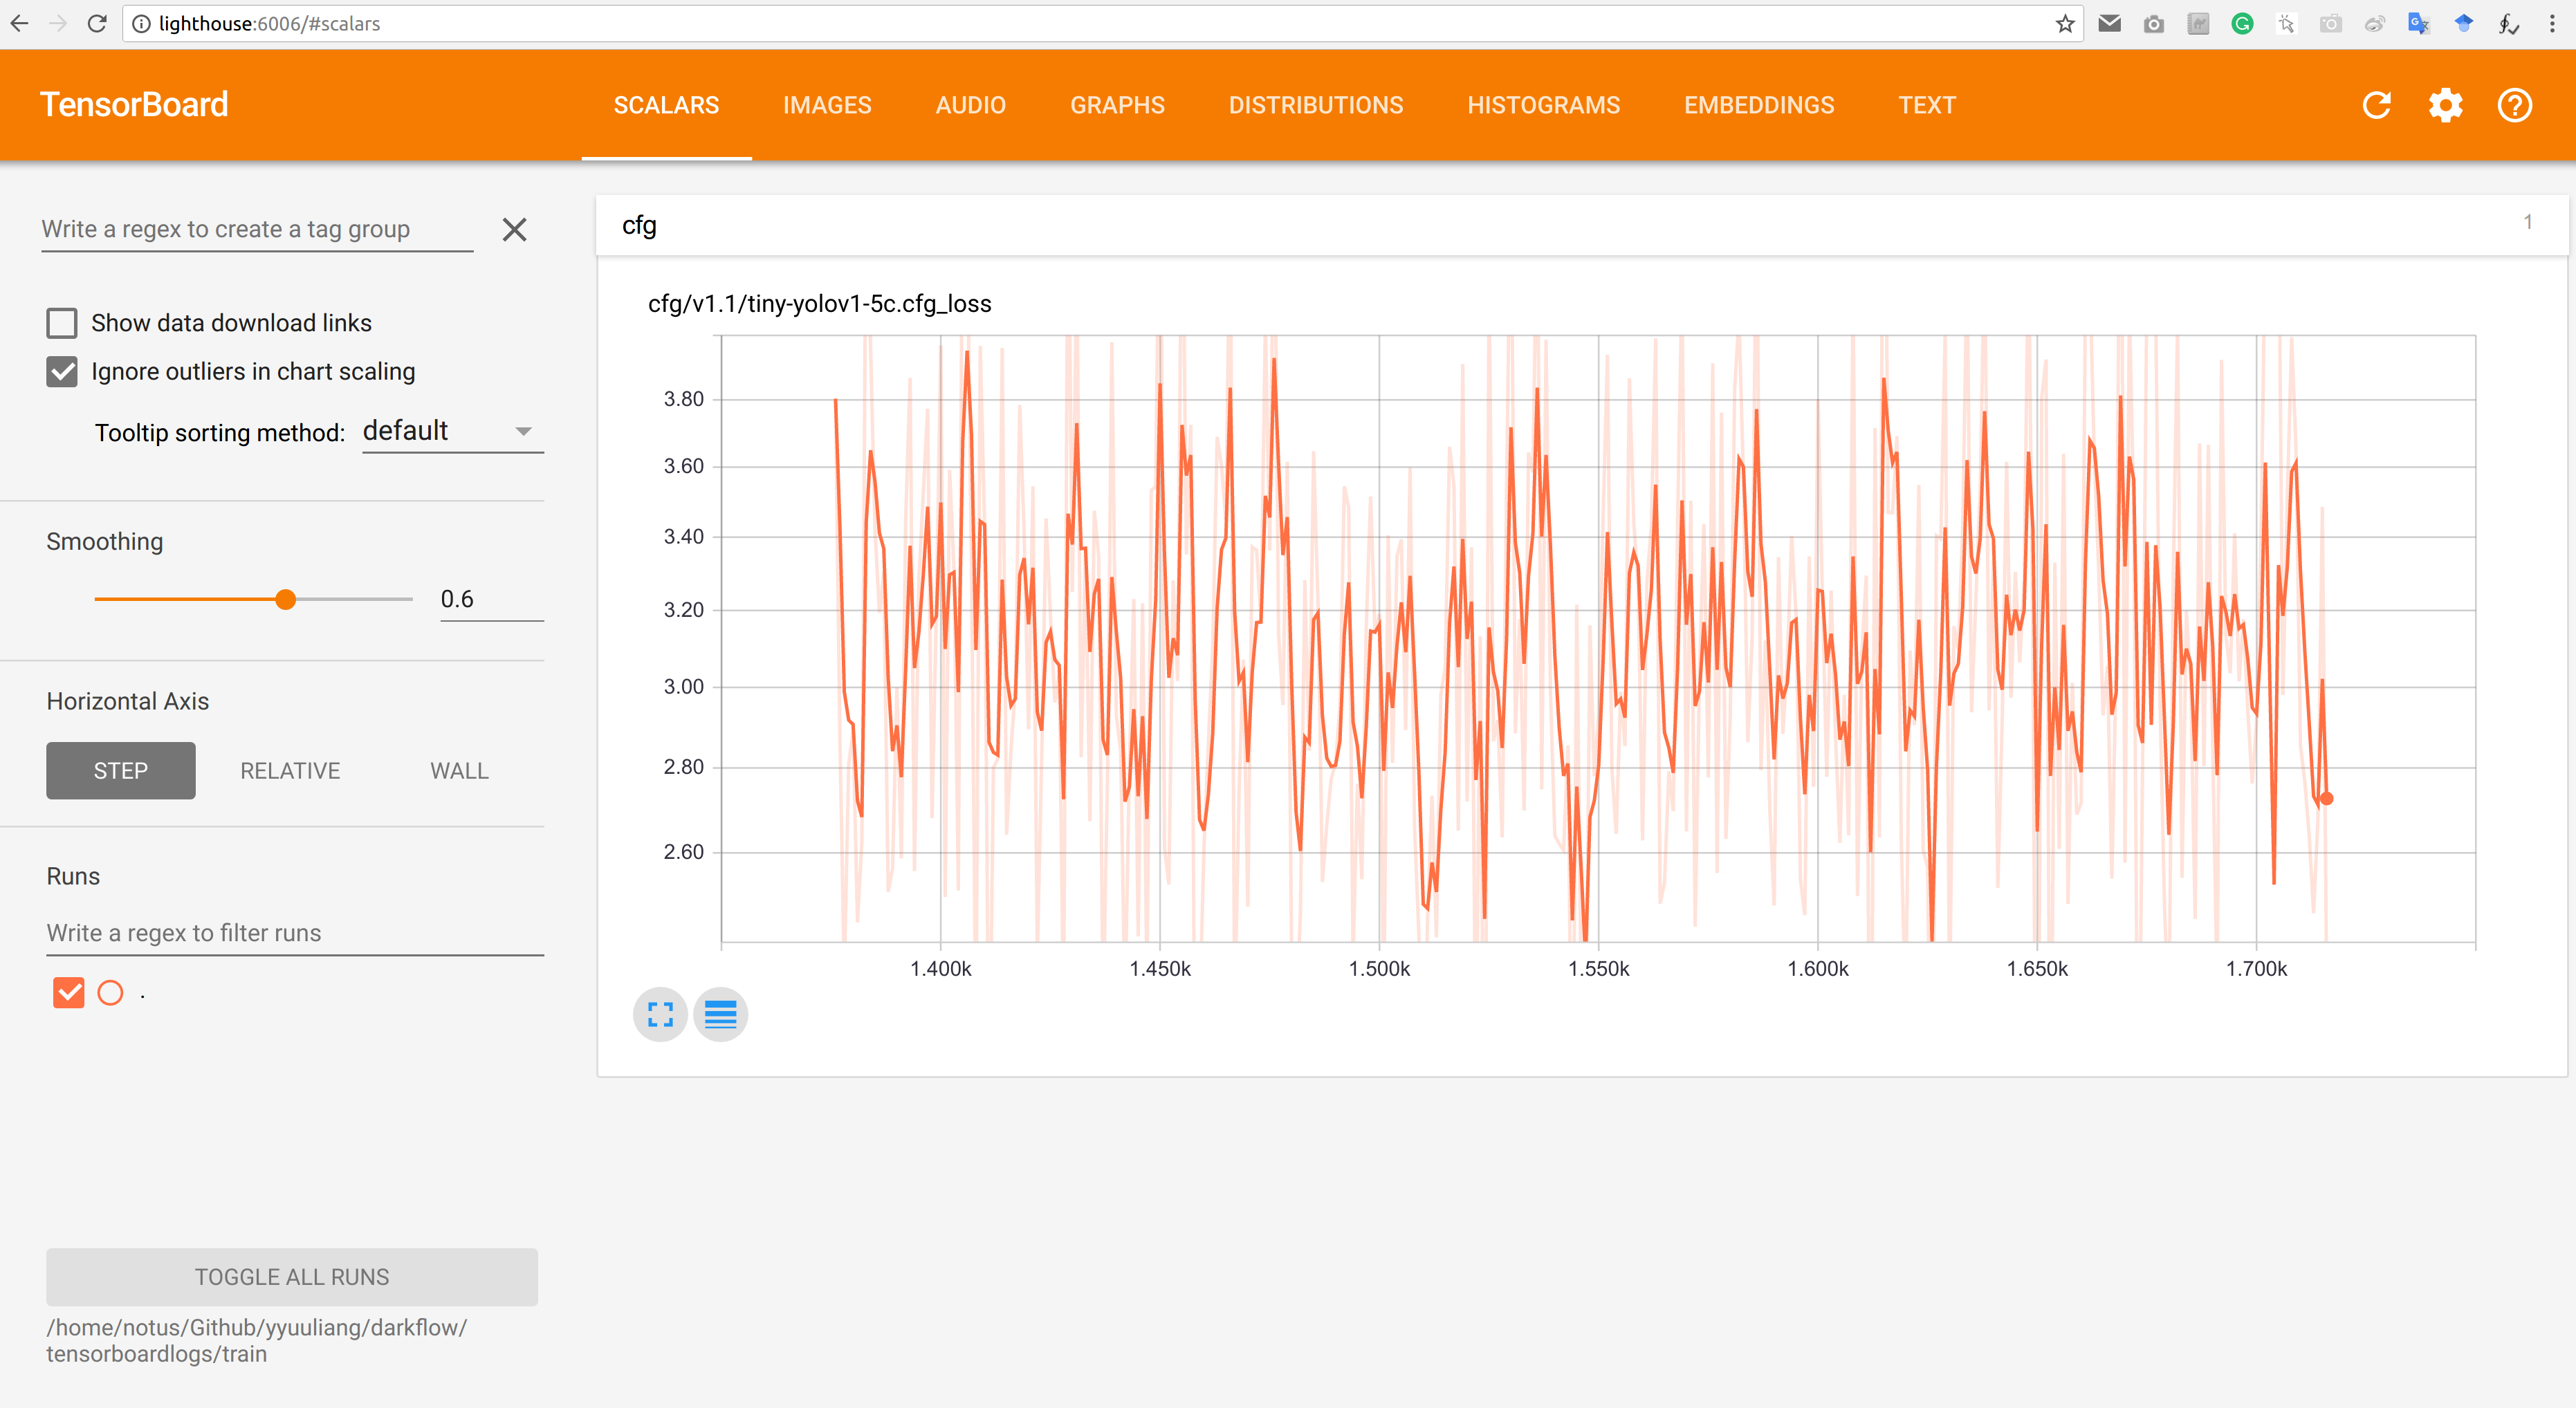 lighthouse:6006/#scalars
TensorBoard
SCALARS IMAGES AUDIO GRAPHS DISTRIBUTIONS HISTOGRAMS EMBEDDINGS TEXT
Write a regex to create a tag group
Show data download links
Ignore outliers in chart scaling
Tooltip sorting method: default
Smoothing
0.6
Horizontal Axis
STEP RELATIVE WALL
Runs
Write a regex to filter runs
.
TOGGLE ALL RUNS
/home/notus/Github/yyuuliang/darkflow/
tensorboardlogs/train
cfg 1
cfg/v1.1/tiny-yolov1-5c.cfg_loss
3.80
3.60
3.40
3.20
3.00
2.80
2.60
1.400k 1.450k 1.500k 1.550k 1.600k 1.650k 1.700k